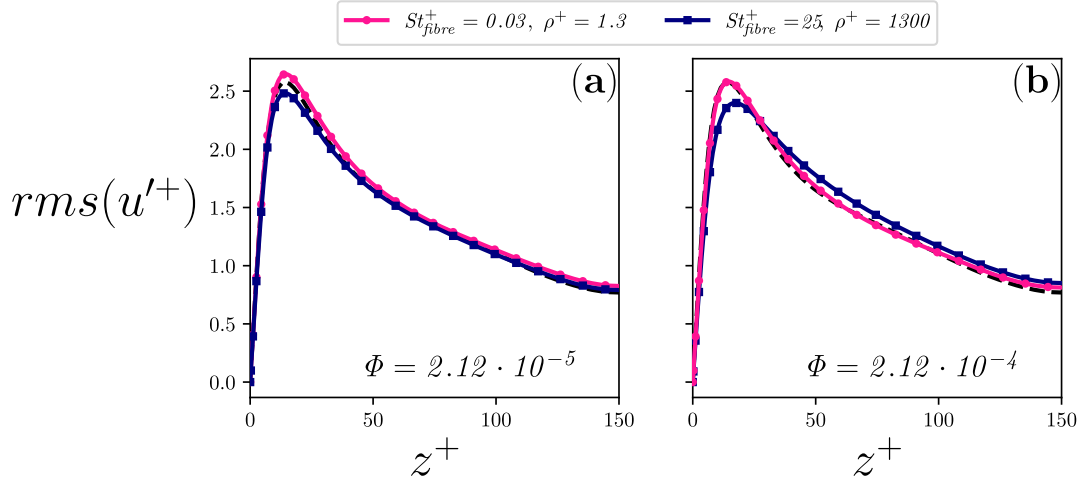 St⁺fibre = 0.03, ρ⁺ = 1.3 St⁺fibre = 25, ρ⁺ = 1300
(a) (b)
rms(u′⁺)
2.5
2.0
1.5
1.0
0.5
0.0
Φ = 2.12 · 10⁻⁵ Φ = 2.12 · 10⁻⁴
0 50 100 150 0 50 100 150
z⁺ z⁺